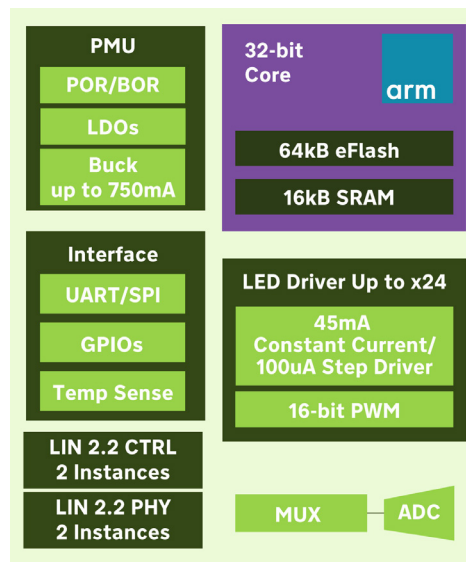 PMU
POR/BOR
LDOs
Buck
up to 750mA
32-bit
Core
arm
64kB eFlash
16kB SRAM
Interface
UART/SPI
GPIOs
Temp Sense
LED Driver Up to x24
45mA
Constant Current/
100uA Step Driver
16-bit PWM
LIN 2.2 CTRL
2 Instances
LIN 2.2 PHY
2 Instances
MUX
ADC